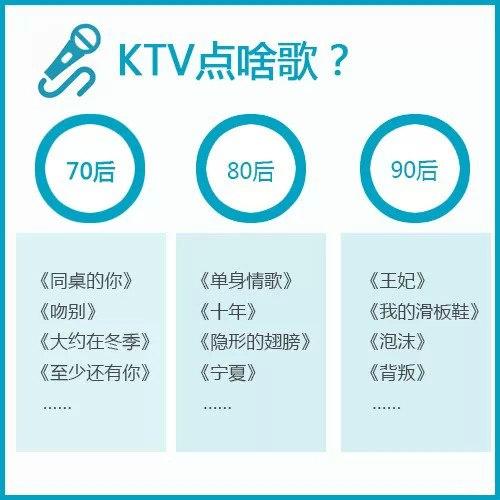 KTV点啥歌？
70后
80后
90后
《同桌的你》
《吻别》
《大约在冬季》
《至少还有你》
......
《单身情歌》
《十年》
《隐形的翅膀》
《宁夏》
......
《王妃》
《我的滑板鞋》
《泡沫》
《背叛》
......